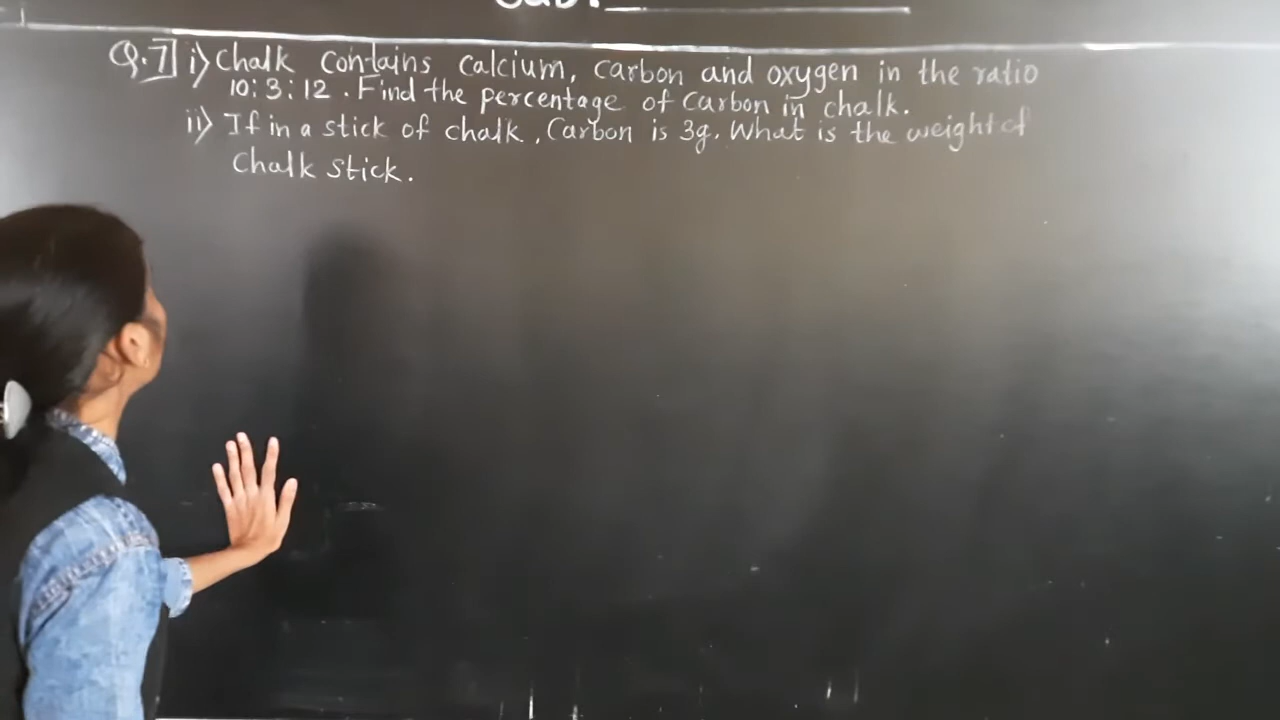 Q.7] i) Chalk contains calcium, carbon and oxygen in the ratio
10:3:12. Find the percentage of Carbon in chalk.
ii) If in a stick of chalk, Carbon is 3g. What is the weight of
Chalk stick.